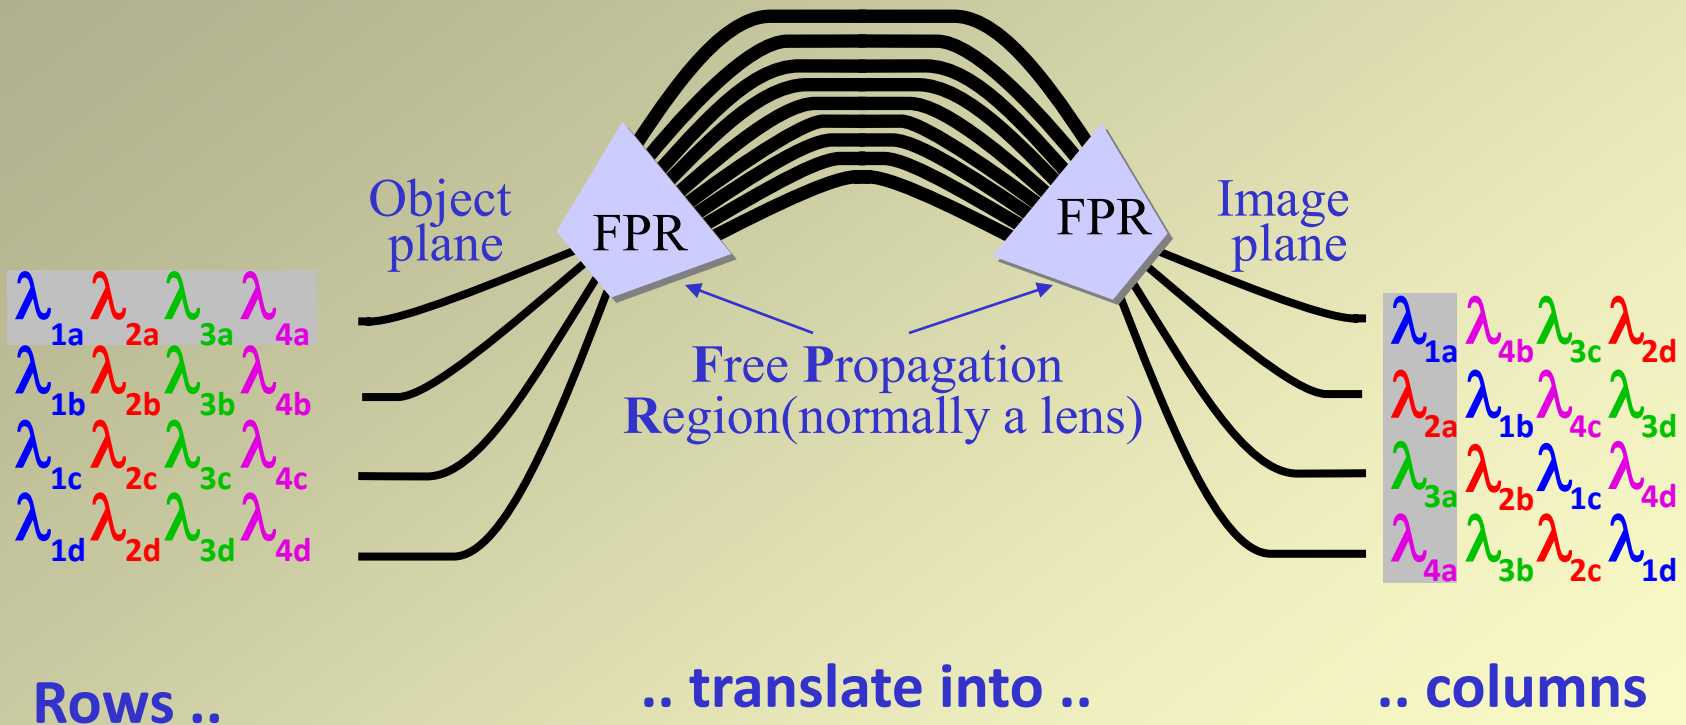 Object
plane
FPR
FPR
Image
plane
λ1a λ2a λ3a λ4a
λ1b λ2b λ3b λ4b
λ1c λ2c λ3c λ4c
λ1d λ2d λ3d λ4d
Free Propagation
Region(normally a lens)
λ1a λ4b λ3c λ2d
λ2a λ1b λ4c λ3d
λ3a λ2b λ1c λ4d
λ4a λ3b λ2c λ1d
Rows ..
.. translate into ..
.. columns